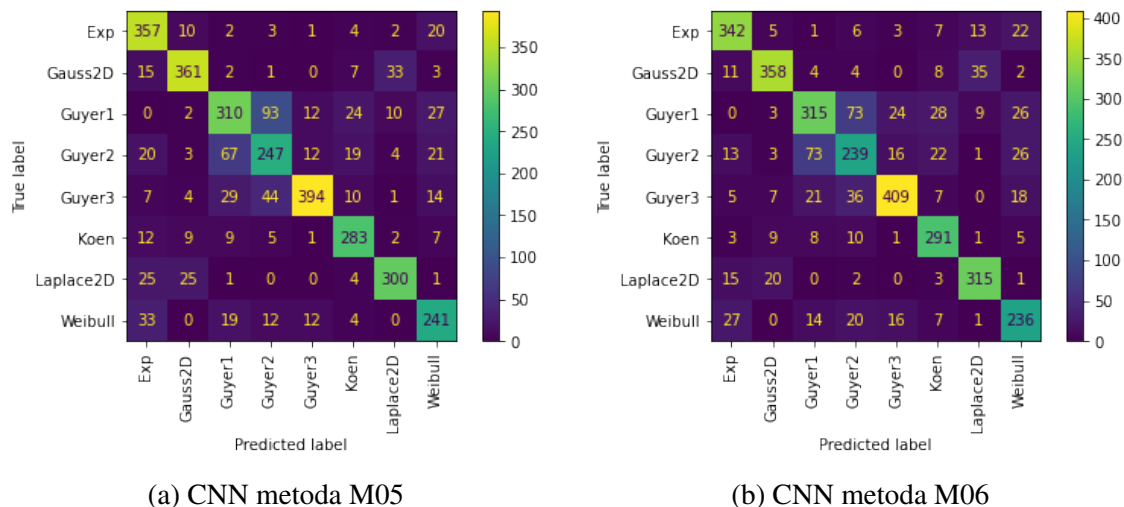 Exp 357 10 2 3 1 4 2 20
Gauss2D 15 361 2 1 0 7 33 3
Guyer1 0 2 310 93 12 24 10 27
Guyer2 20 3 67 247 12 19 4 21
Guyer3 7 4 29 44 394 10 1 14
Koen 12 9 9 5 1 283 2 7
Laplace2D 25 25 1 0 0 4 300 1
Weibull 33 0 19 12 12 4 0 241
True label
Exp Gauss2D Guyer1 Guyer2 Guyer3 Koen Laplace2D Weibull
Predicted label
350
300
250
200
150
100
50
0
(a) CNN metoda M05
Exp 342 5 1 6 3 7 13 22
Gauss2D 11 358 4 4 0 8 35 2
Guyer1 0 3 315 73 24 28 9 26
Guyer2 13 3 73 239 16 22 1 26
Guyer3 5 7 21 36 409 7 0 18
Koen 3 9 8 10 1 291 1 5
Laplace2D 15 20 0 2 0 3 315 1
Weibull 27 0 14 20 16 7 1 236
True label
Exp Gauss2D Guyer1 Guyer2 Guyer3 Koen Laplace2D Weibull
Predicted label
400
350
300
250
200
150
100
50
0
(b) CNN metoda M06